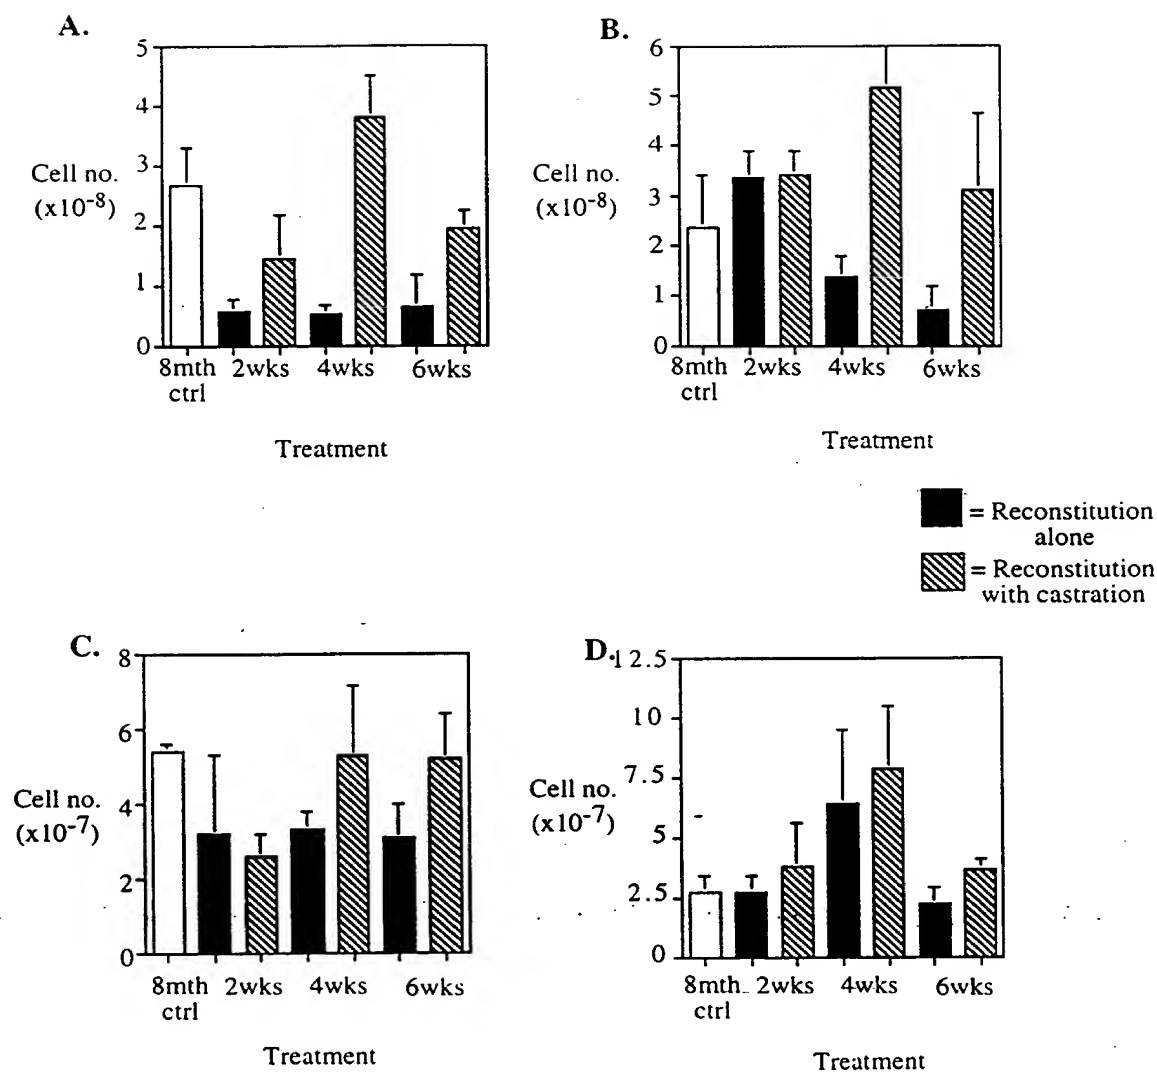 A.
5
4
3
2
1
0
Cell no.
(x10-8)
8mth 2wks 4wks 6wks
ctrl
Treatment
B.
6
5
4
3
2
1
0
Cell no.
(x10-8)
8mth 2wks 4wks 6wks
ctrl
Treatment
= Reconstitution
alone
= Reconstitution
with castration
C.
8
6
4
2
0
Cell no.
(x10-7)
8mth 2wks 4wks 6wks
ctrl
Treatment
D.
12.5
10
7.5
5
2.5
0
Cell no.
(x10-7)
8mth 2wks 4wks 6wks
ctrl
Treatment